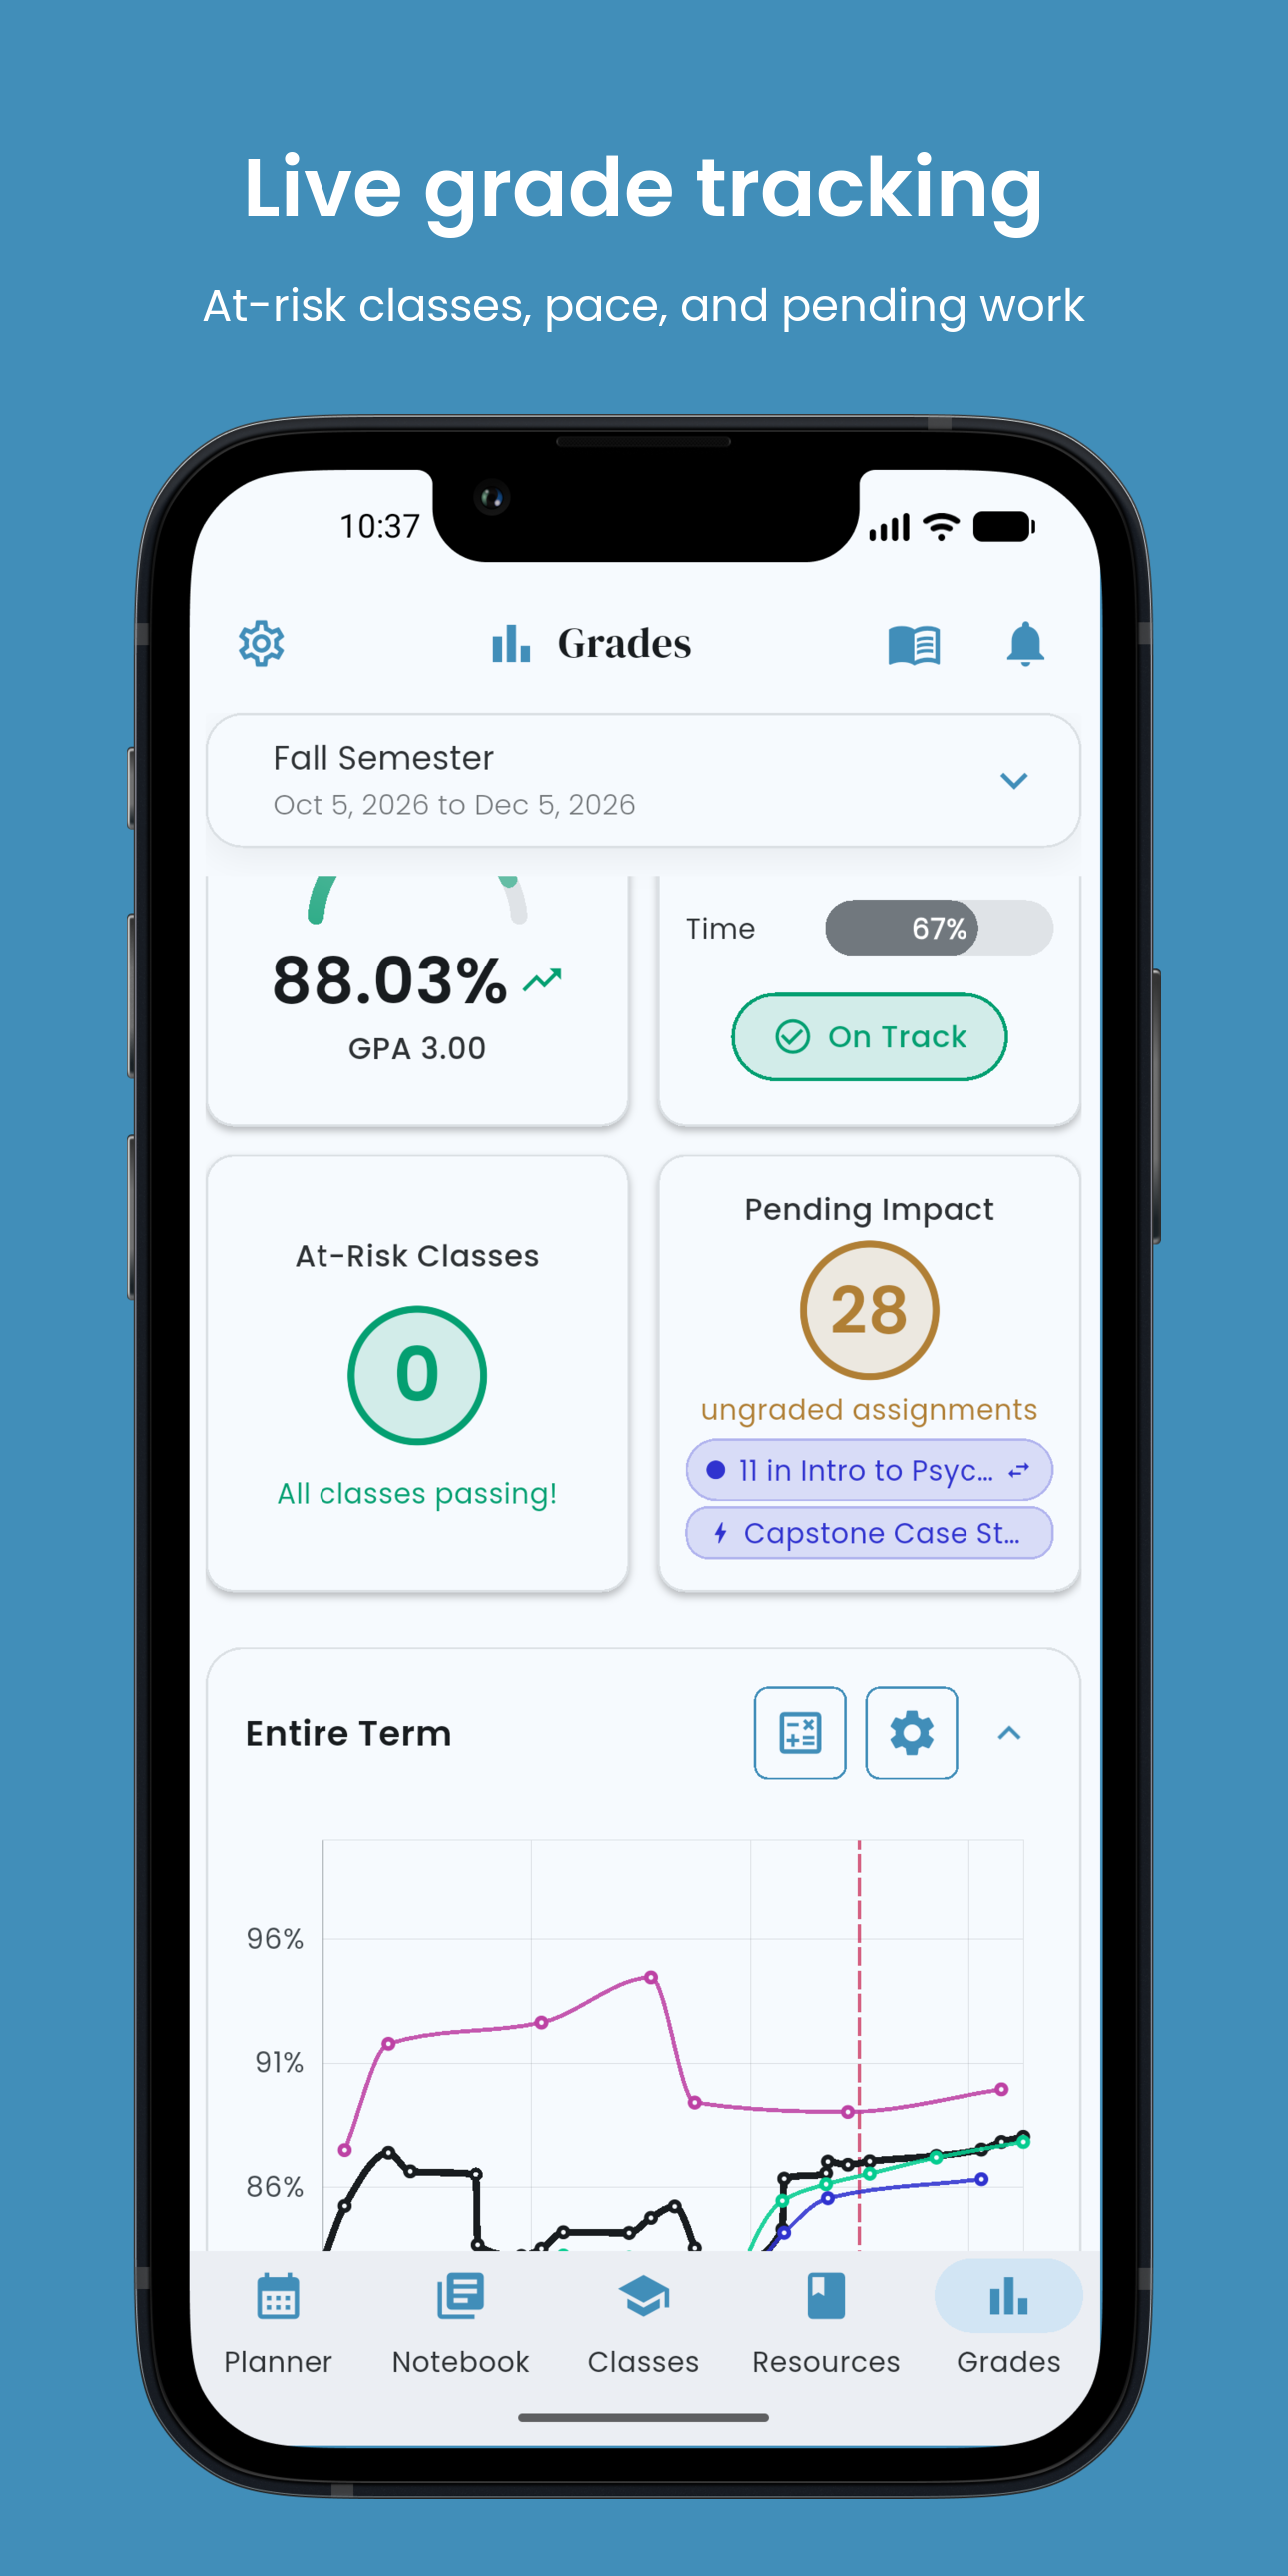 Live grade tracking
At-risk classes, pace, and pending work
10:37
Grades
Fall Semester
Oct 5, 2026 to Dec 5, 2026
88.03%
GPA 3.00
Time
67%
On Track
At-Risk Classes
0
All classes passing!
Pending Impact
28
ungraded assignments
11 in Intro to Psyc...
Capstone Case St...
Entire Term
96%
91%
86%
Planner
Notebook
Classes
Resources
Grades